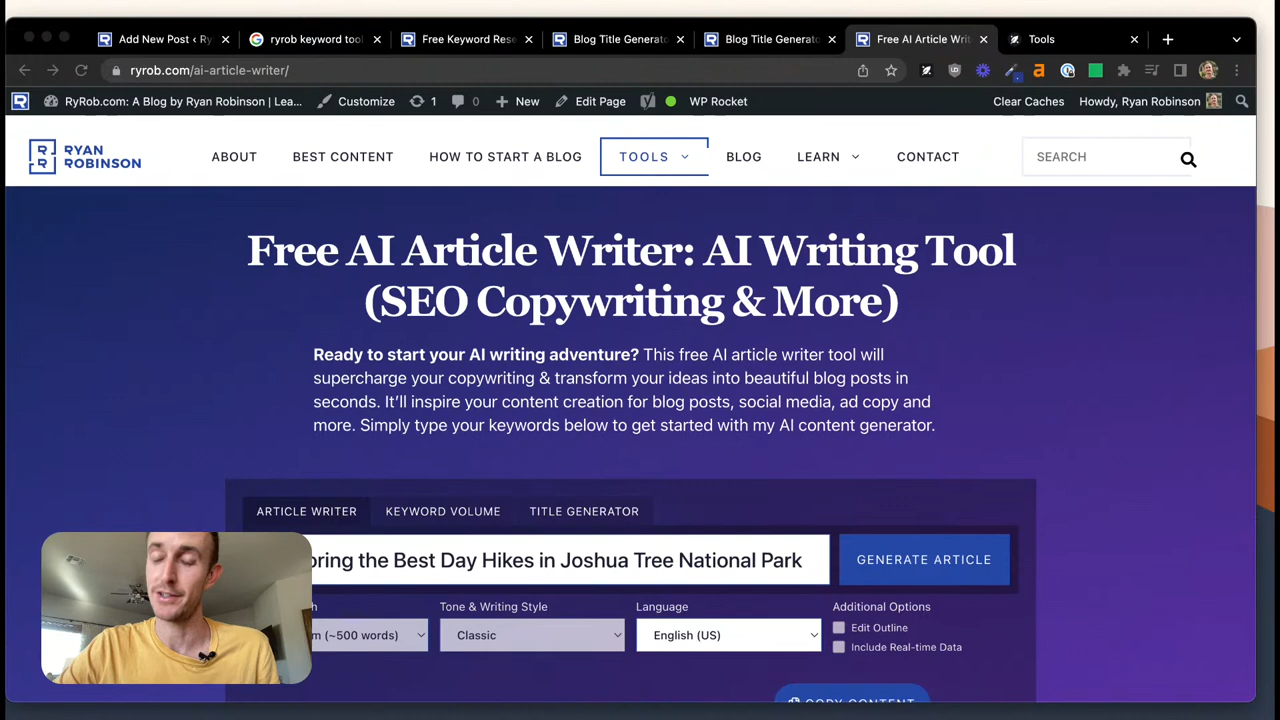 Add New Post ‹ Ry
ryrob keyword tool
Free Keyword Rese
Blog Title Generato
Blog Title Generato
Free AI Article Writ
Tools
ryrob.com/ai-article-writer/
RyRob.com: A Blog by Ryan Robinson | Lea...
Customize
1
0
New
Edit Page
WP Rocket
Clear Caches
Howdy, Ryan Robinson
RYAN
ROBINSON
ABOUT
BEST CONTENT
HOW TO START A BLOG
TOOLS
BLOG
LEARN
CONTACT
SEARCH
Free AI Article Writer: AI Writing Tool
(SEO Copywriting & More)
Ready to start your AI writing adventure? This free AI article writer tool will
supercharge your copywriting & transform your ideas into beautiful blog posts in
seconds. It’ll inspire your content creation for blog posts, social media, ad copy and
more. Simply type your keywords below to get started with my AI content generator.
ARTICLE WRITER
KEYWORD VOLUME
TITLE GENERATOR
oring the Best Day Hikes in Joshua Tree National Park
GENERATE ARTICLE
h
Tone & Writing Style
Language
Additional Options
m (~500 words)
Classic
English (US)
Edit Outline
Include Real-time Data
COPY CONTENT